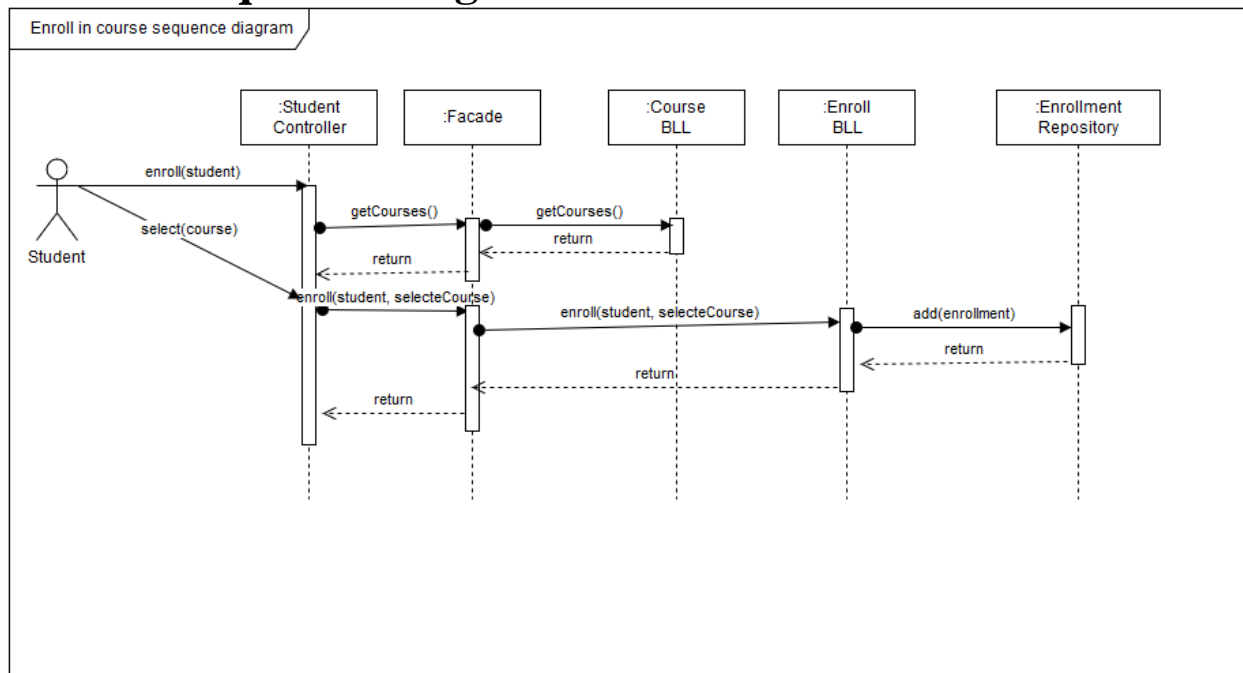 Enroll in course sequence diagram
:Student
Controller
:Facade
:Course
BLL
:Enroll
BLL
:Enrollment
Repository
enroll(student)
getCourses()
getCourses()
select(course)
return
return
Student
enroll(student, selecteCourse)
enroll(student, selecteCourse)
add(enrollment)
return
return
return